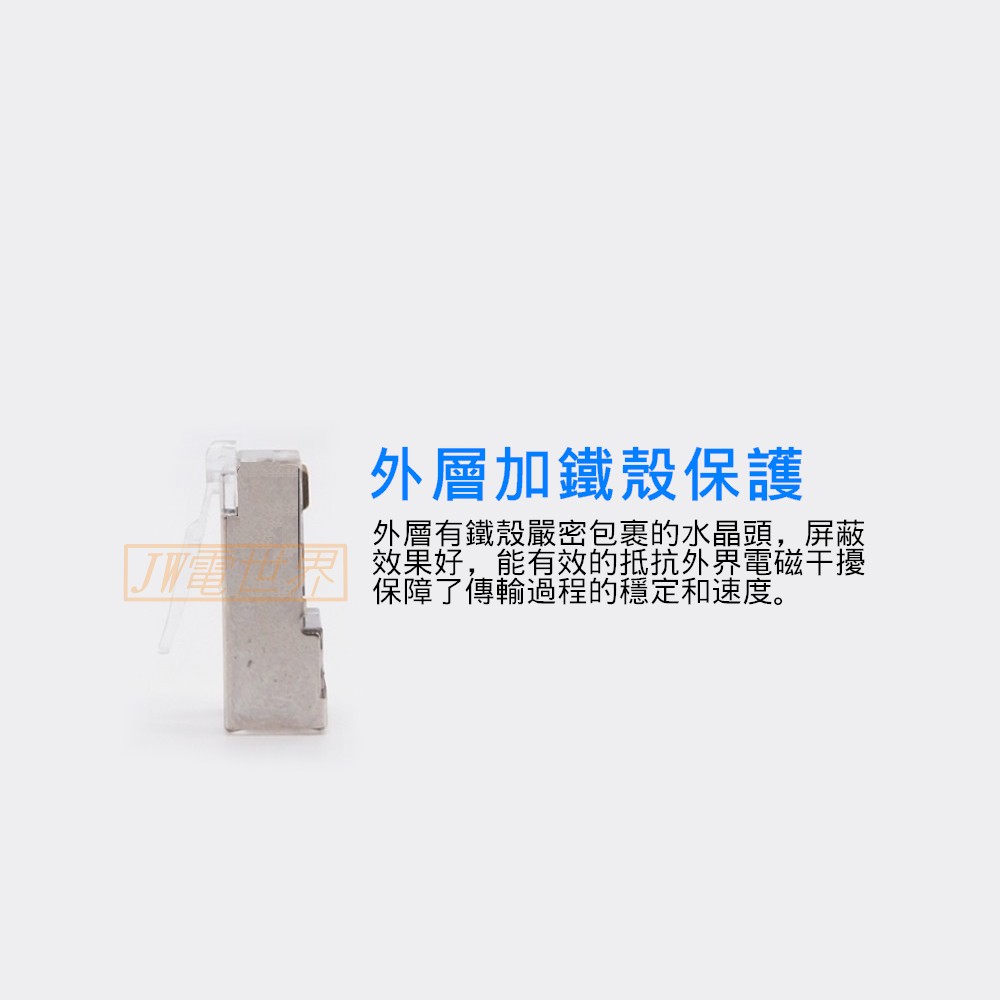 外層加鐵殼保護
外層有鐵殼嚴密包裹的水晶頭，屏蔽
效果好，能有效的抵抗外界電磁干擾
保障了傳輸過程的穩定和速度。
JW電世界